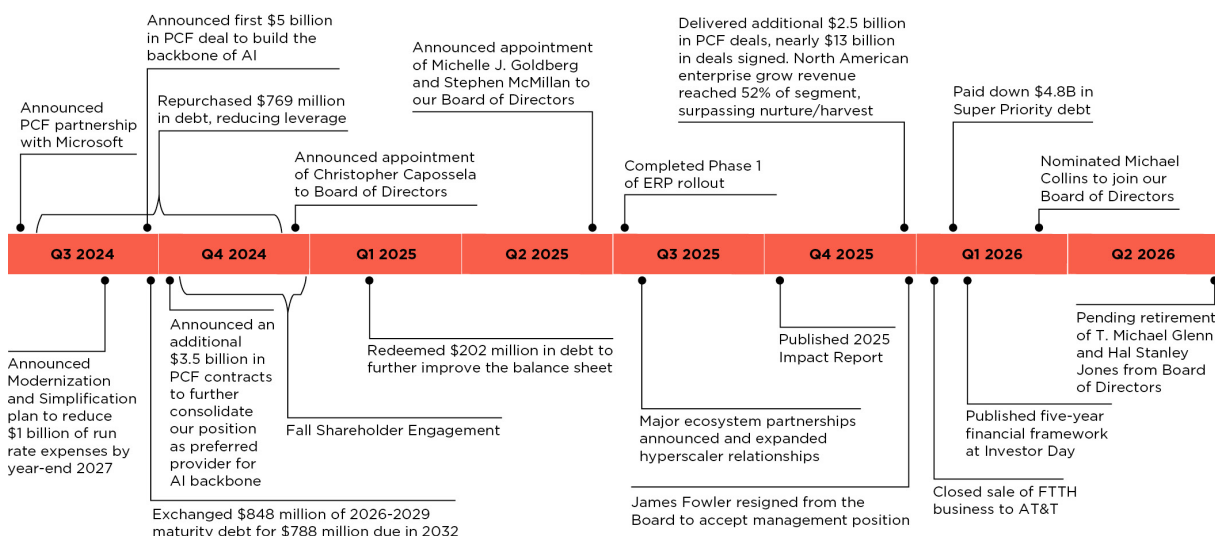 Announced first $5 billion
in PCF deal to build the
backbone of AI
Announced
PCF partnership
with Microsoft
Repurchased $769 million
in debt, reducing leverage
Announced appointment
of Christopher Capossela
to Board of Directors
Announced appointment
of Michelle J. Goldberg
and Stephen McMillan to
our Board of Directors
Completed Phase 1
of ERP rollout
Delivered additional $2.5 billion
in PCF deals, nearly $13 billion
in deals signed. North American
enterprise grow revenue
reached 52% of segment,
surpassing nurture/harvest
Paid down $4.8B in
Super Priority debt
Nominated Michael
Collins to join our
Board of Directors
Q3 2024
Q4 2024
Q1 2025
Q2 2025
Q3 2025
Q4 2025
Q1 2026
Q2 2026
Announced
Modernization
and Simplification
plan to reduce
$1 billion of run
rate expenses by
year-end 2027
Exchanged $848 million of 2026-2029
maturity debt for $788 million due in 2032
Announced an
additional
$3.5 billion in
PCF contracts
to further
consolidate
our position
as preferred
provider for
AI backbone
Fall Shareholder Engagement
Redeemed $202 million in debt to
further improve the balance sheet
Major ecosystem partnerships
announced and expanded
hyperscaler relationships
Published 2025
Impact Report
James Fowler resigned from the
Board to accept management position
Closed sale of FTTH
business to AT&T
Published five-year
financial framework
at Investor Day
Pending retirement
of T. Michael Glenn
and Hal Stanley
Jones from Board
of Directors